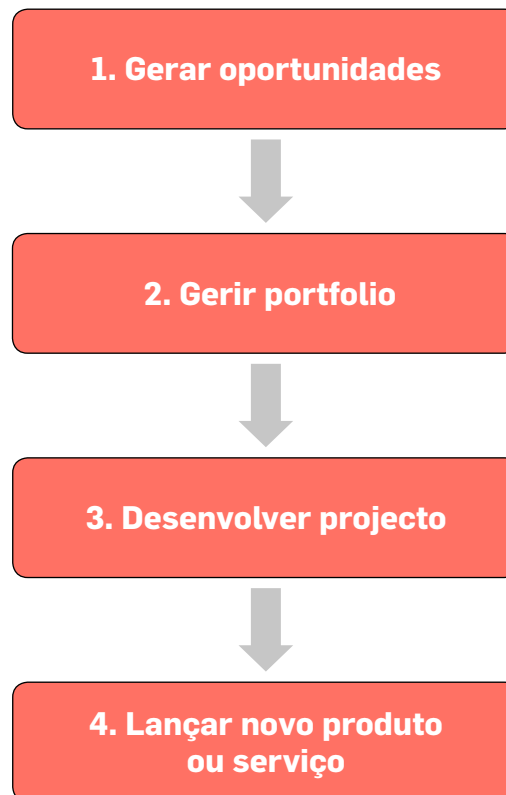 1. Gerar oportunidades
2. Gerir portfolio
3. Desenvolver projecto
4. Lançar novo produto
ou serviço